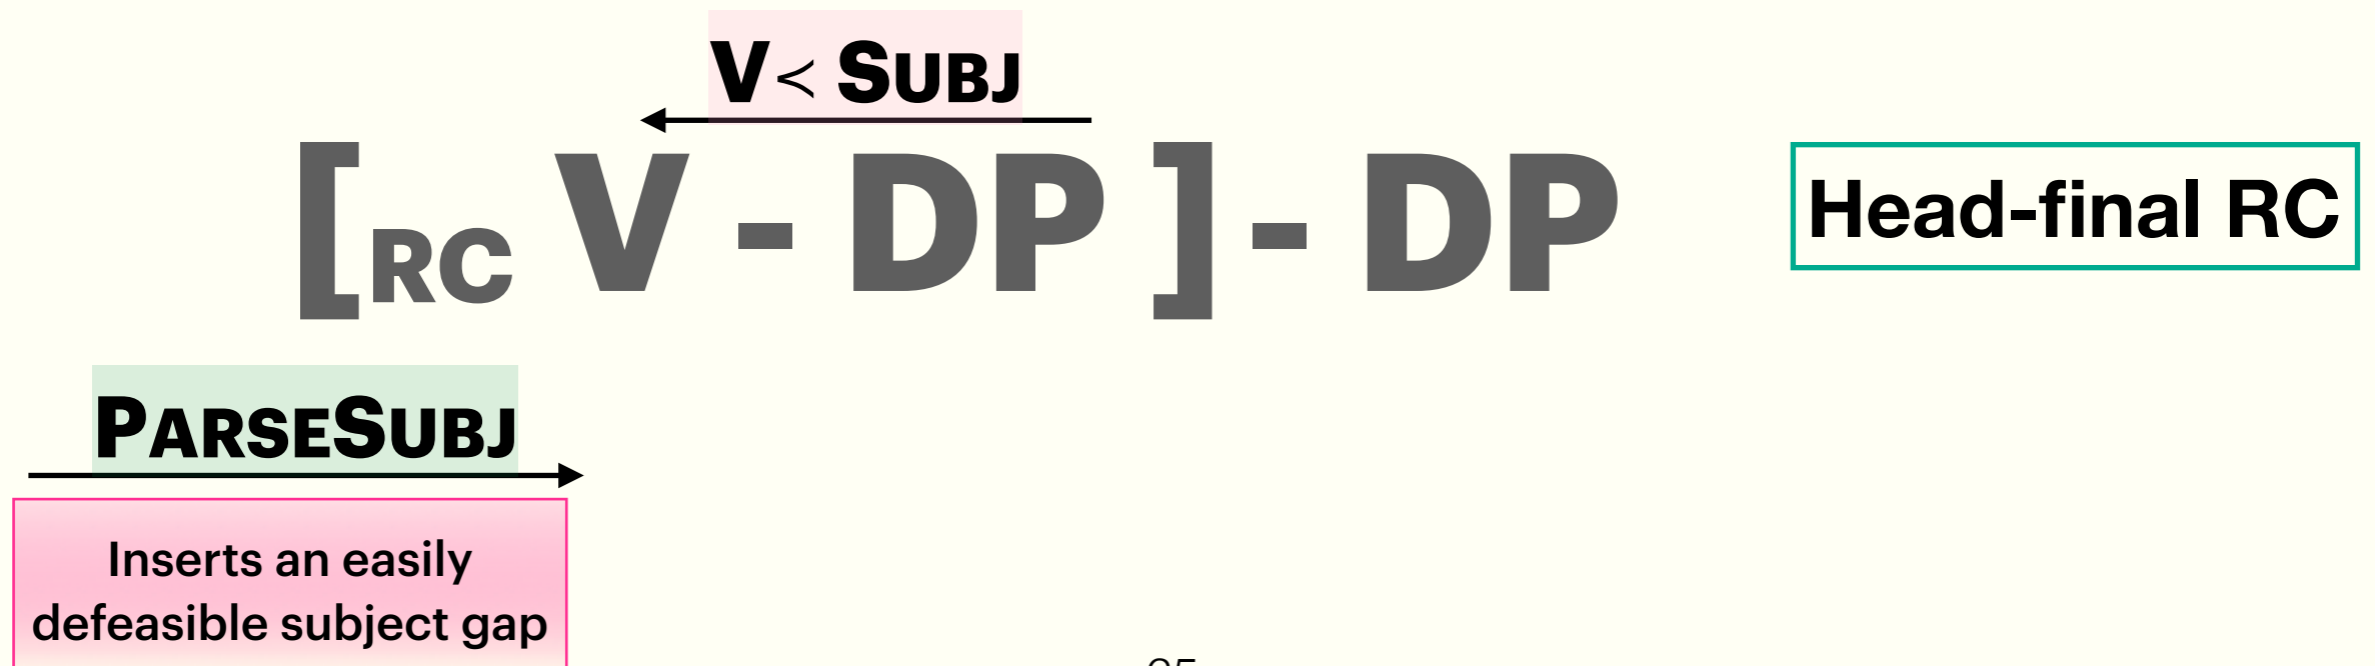 V≺ SUBJ
[RC V - DP ] - DP
Head-final RC
PARSESUBJ
Inserts an easily
defeasible subject gap